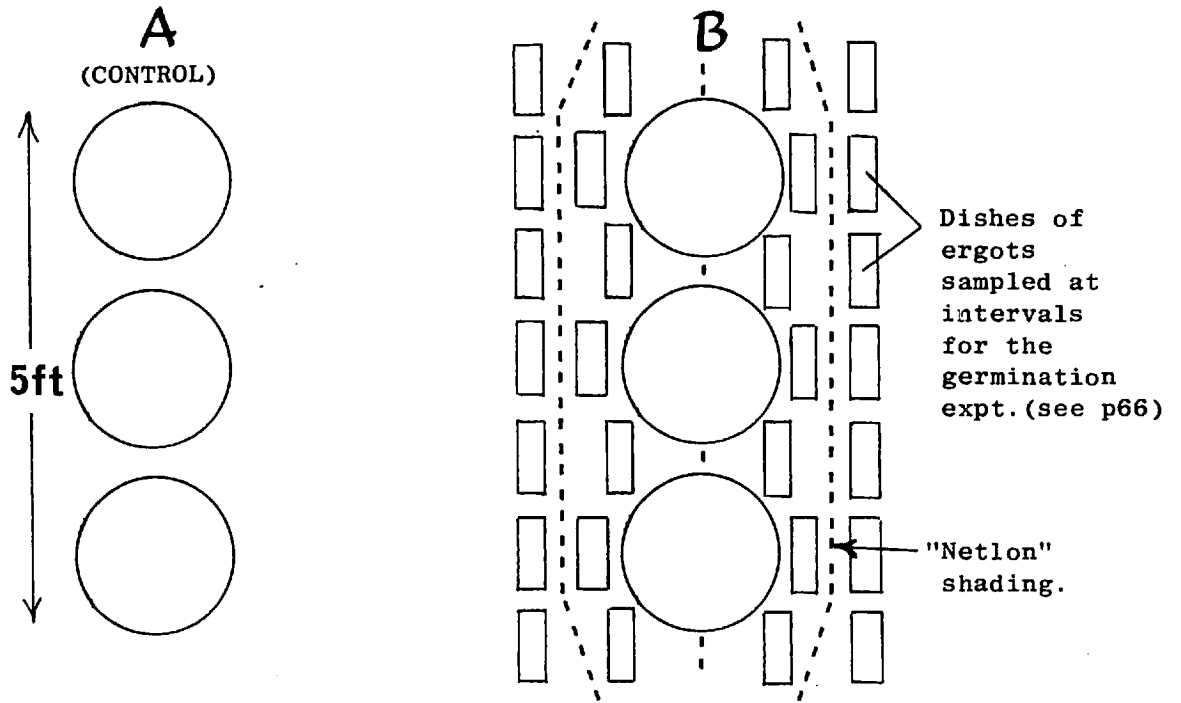 A
(CONTROL)
5ft
B
Dishes of
ergots
sampled at
intervals
for the
germination
expt.(see p66)
"Netlon"
shading.